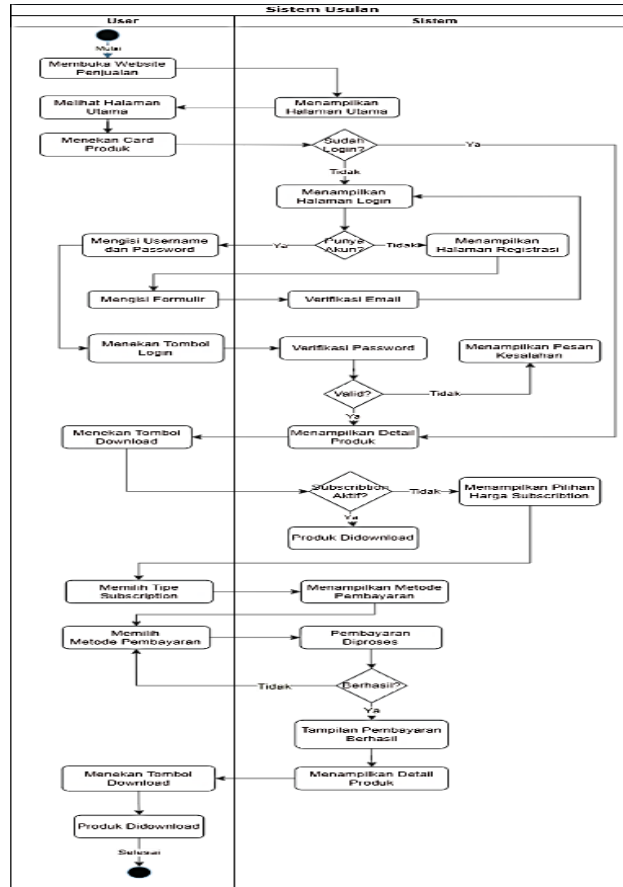 Sistem Usulan
User
Sistem
Mulai
Membuka Website
Penjualan
Melihat Halaman
Utama
Menampilkan
Halaman Utama
Menekan Card
Produk
Sudah
Login?
Ya
Tidak
Menampilkan
Halaman Login
Mengisi Username
dan Password
Ya
Punya
Akun?
Tidak
Menampilkan
Halaman Registrasi
Mengisi Formulir
Verifikasi Email
Menekan Tombol
Login
Verifikasi Password
Menampilkan Pesan
Kesalahan
Valid?
Tidak
Ya
Menekan Tombol
Download
Menampilkan Detail
Produk
Subscribtion
Aktif?
Tidak
Menampilkan Pilihan
Harga Subscribtion
Ya
Produk Didownload
Memilih Tipe
Subscription
Menampilkan Metode
Pembayaran
Memilih
Metode Pembayaran
Pembayaran
Diproses
Tidak
Berhasil?
Ya
Tampilan Pembayaran
Berhasil
Menekan Tombol
Download
Menampilkan Detail
Produk
Produk Didownload
Selesai